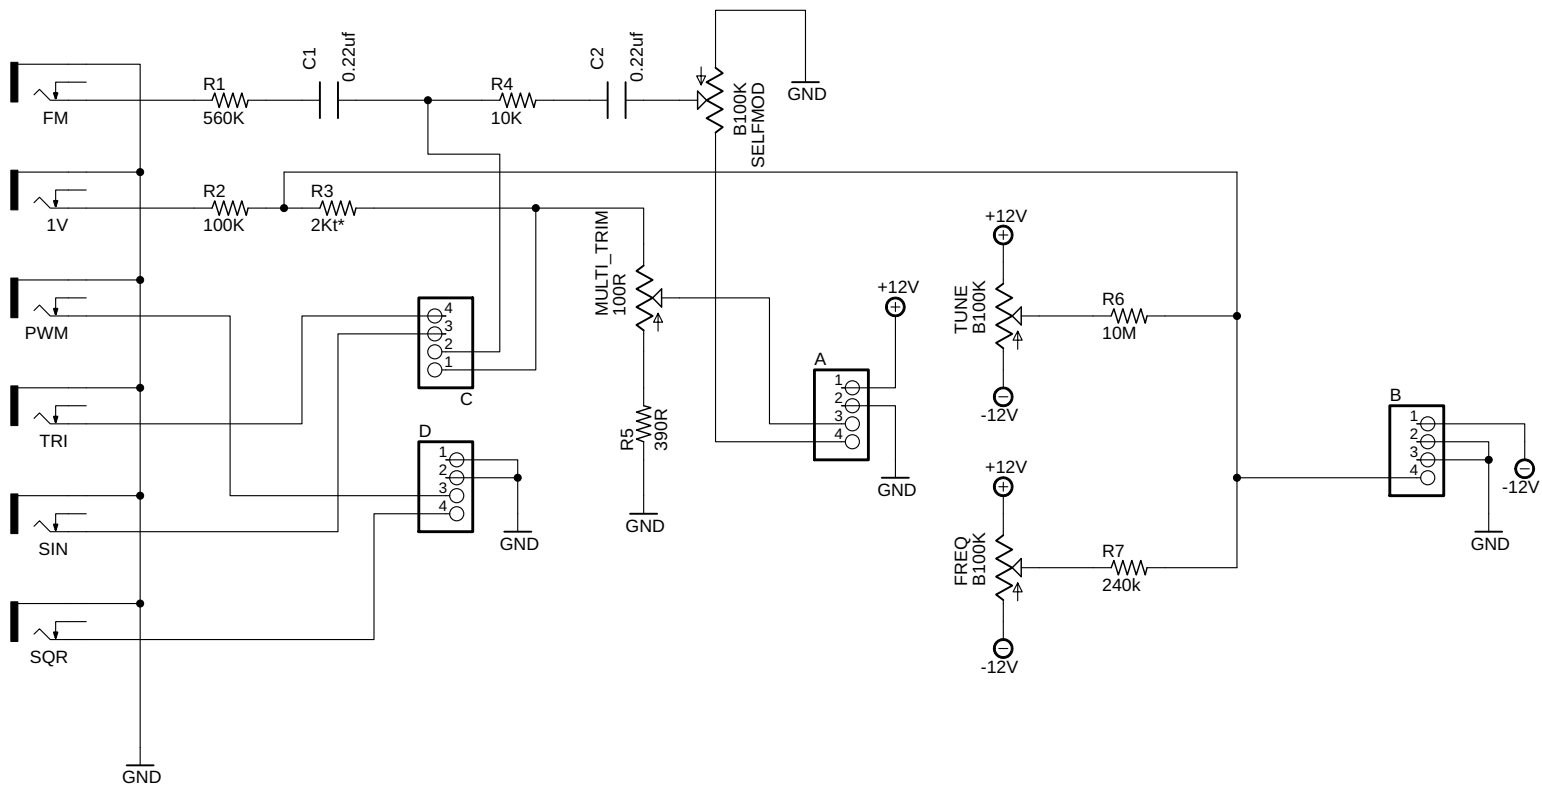 C1
0.22uf
C2
0.22uf
R1
560K
R4
10K
FM
B100K
SELFMOD
GND
R2
100K
R3
2Kt*
1V
MULTI_TRIM
100R
+12V
TUNE
B100K
R6
10M
-12V
+12V
PWM
4
3
2
1
C
A
1
2
3
4
GND
TRI
R5
390R
D
1
2
3
4
GND
GND
B
1
2
3
4
-12V
GND
+12V
FREQ
B100K
R7
240k
-12V
SIN
SQR
GND